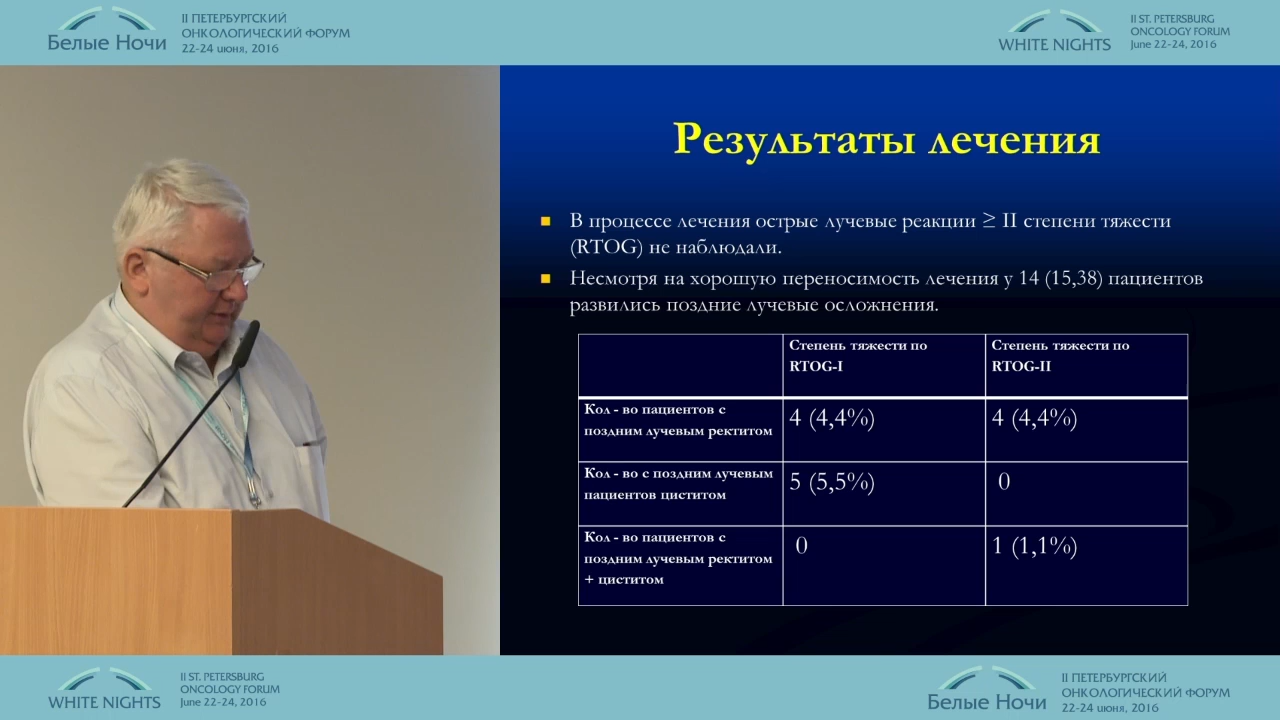 II ПЕТЕРБУРГСКИЙ
ОНКОЛОГИЧЕСКИЙ ФОРУМ
Белые Ночи
22-24 июня, 2016
II ST. PETERSBURG
ONCOLOGY FORUM
WHITE NIGHTS
June 22-24, 2016
Результаты лечения
В процессе лечения острые лучевые реакции ≥ II степени тяжести
(RTOG) не наблюдали.
Несмотря на хорошую переносимость лечения у 14 (15,38) пациентов
развились поздние лучевые осложнения.
Степень тяжести по
RTOG-I
Степень тяжести по
RTOG-II
Кол - во пациентов с
поздним лучевым ректитом
4 (4,4%)
4 (4,4%)
Кол - во с поздним лучевым
пациентов циститом
5 (5,5%)
0
Кол - во пациентов с
поздним лучевым ректитом
+ циститом
0
1 (1,1%)
II ST. PETERSBURG
ONCOLOGY FORUM
WHITE NIGHTS
June 22-24, 2016
II ПЕТЕРБУРГСКИЙ
ОНКОЛОГИЧЕСКИЙ ФОРУМ
Белые Ночи
22-24 июня, 2016